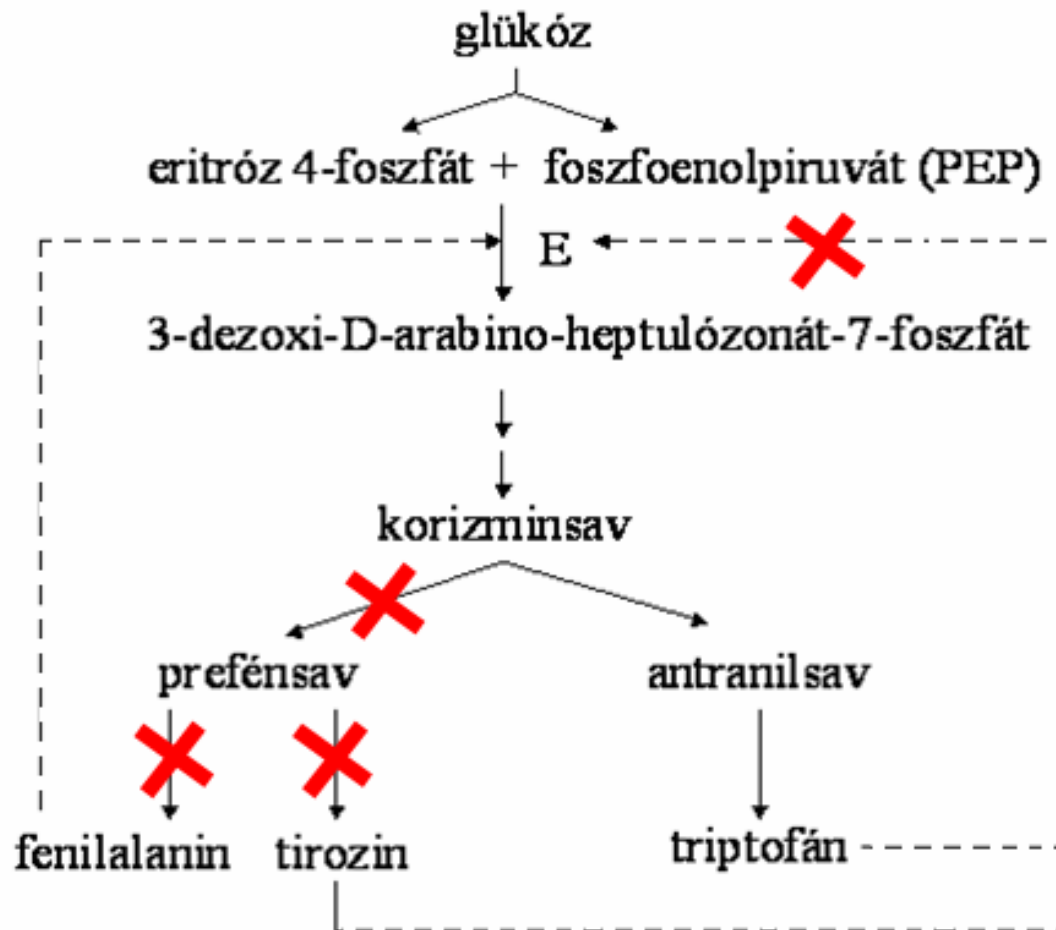 glükóz
eritróz 4-foszfát + foszfoenolpiruvát (PEP)
E
3-dezoxi-D-arabino-heptulózonát-7-foszfát
korizminsav
prefénsav
antranilsav
fenilalanin
tirozin
triptofán